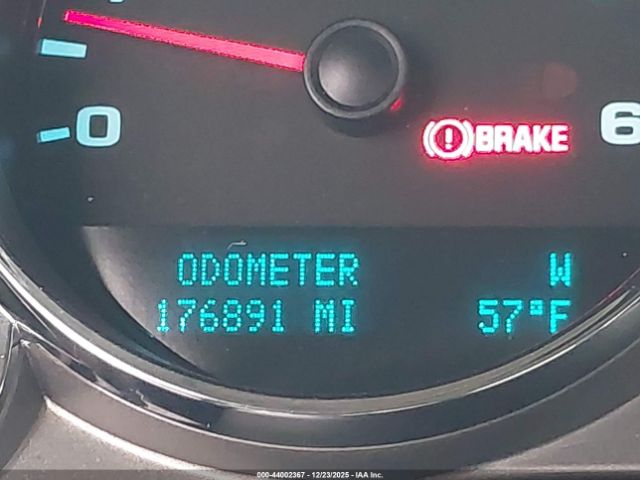 0
(!) BRAKE
6
ODOMETER W
176891 MI 57°F
000-44002367 - 12/23/2025 - IAA Inc.